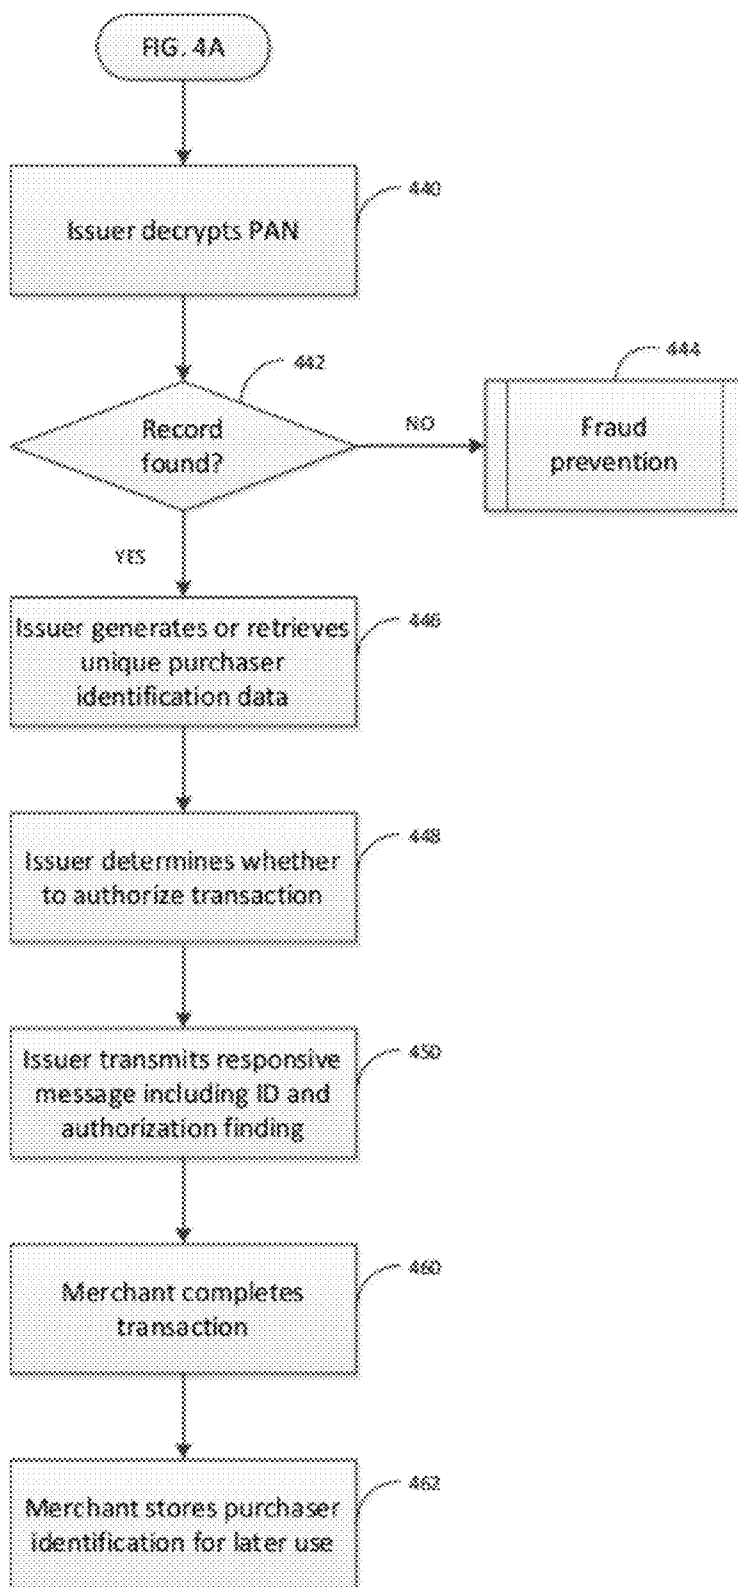 FIG. 4A
440
Issuer decrypts PAN
442
444
Record
found?
NO
Fraud
prevention
YES
446
Issuer generates or retrieves
unique purchaser
identification data
448
Issuer determines whether
to authorize transaction
450
Issuer transmits responsive
message including ID and
authorization finding
460
Merchant completes
transaction
462
Merchant stores purchaser
identification for later use